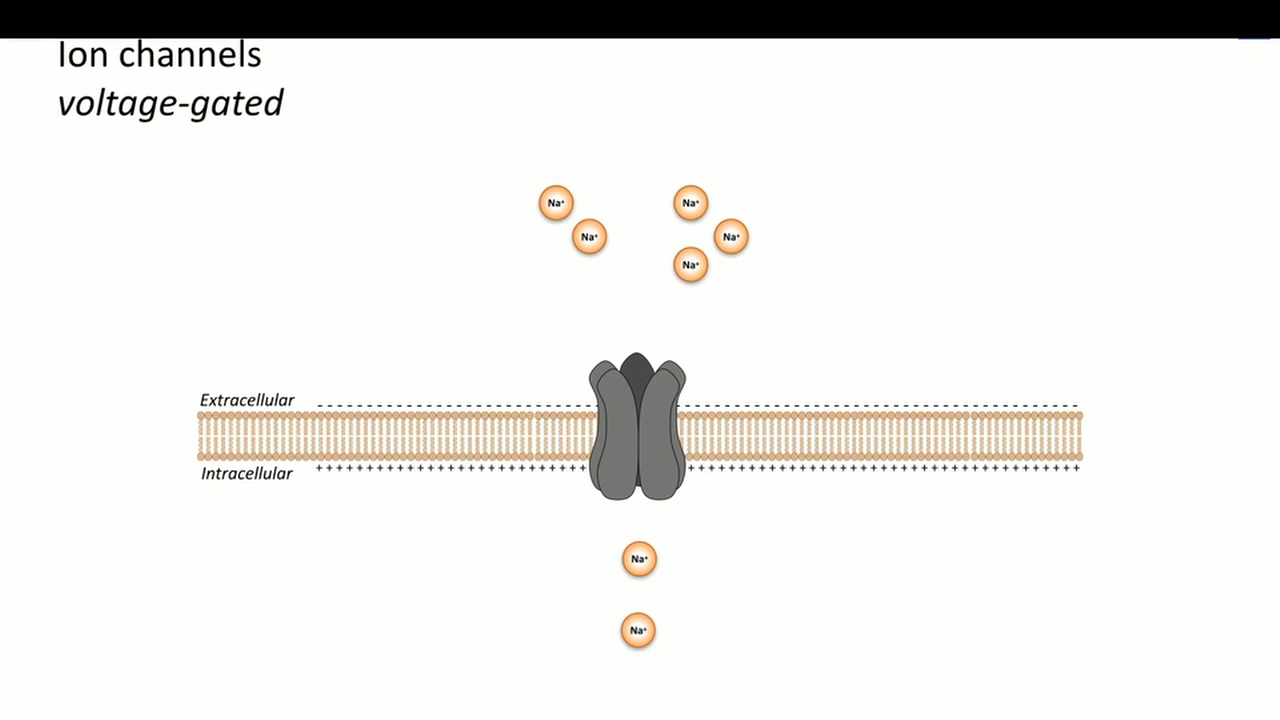 Ion channels
voltage-gated
Na⁺ Na⁺
Na⁺ Na⁺
Na⁺
Extracellular - - - - - - - - - - - - - - - - - - - - - - - - - - - - - - - - - - - - - - - - - - - - - - - - - - - - - - - - - - - - - - - - - - - - - - - - - - - - -
Intracellular + + + + + + + + + + + + + + + + + + + + + + + + + + + + + + + + + + + + + + + + + + + + + + + + + + + + + + + + + + + + + + + + + + + + + + + + + + + + +
Na⁺
Na⁺